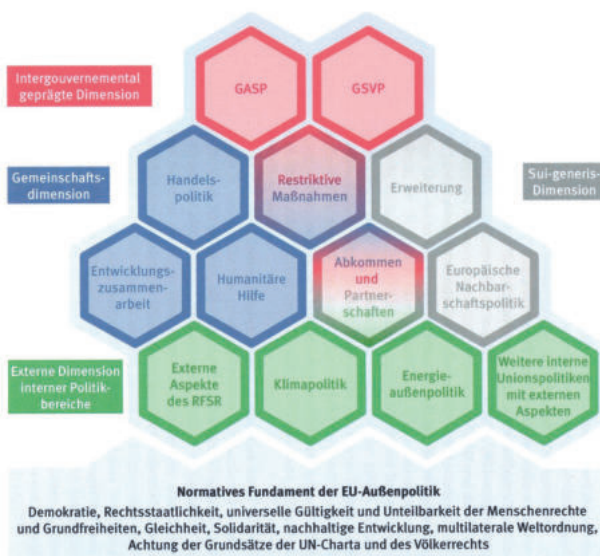 Intergouvernemental
geprägte Dimension
GASP
GSVP
Gemeinschafts-
dimension
Handels-
politik
Restriktive
Maßnahmen
Erweiterung
Sui-generis-
Dimension
Entwicklungs-
zusammen-
arbeit
Humanitäre
Hilfe
Abkommen
und
Partner-
schaften
Europäische
Nachbar-
schaftspolitik
Externe Dimension
interner Politik-
bereiche
Externe
Aspekte
des RFSR
Klimapolitik
Energie-
außenpolitik
Weitere interne
Unionspolitiken
mit externen
Aspekten
Normatives Fundament der EU-Außenpolitik
Demokratie, Rechtsstaatlichkeit, universelle Gültigkeit und Unteilbarkeit der Menschenrechte
und Grundfreiheiten, Gleichheit, Solidarität, nachhaltige Entwicklung, multilaterale Weltordnung,
Achtung der Grundsätze der UN-Charta und des Völkerrechts